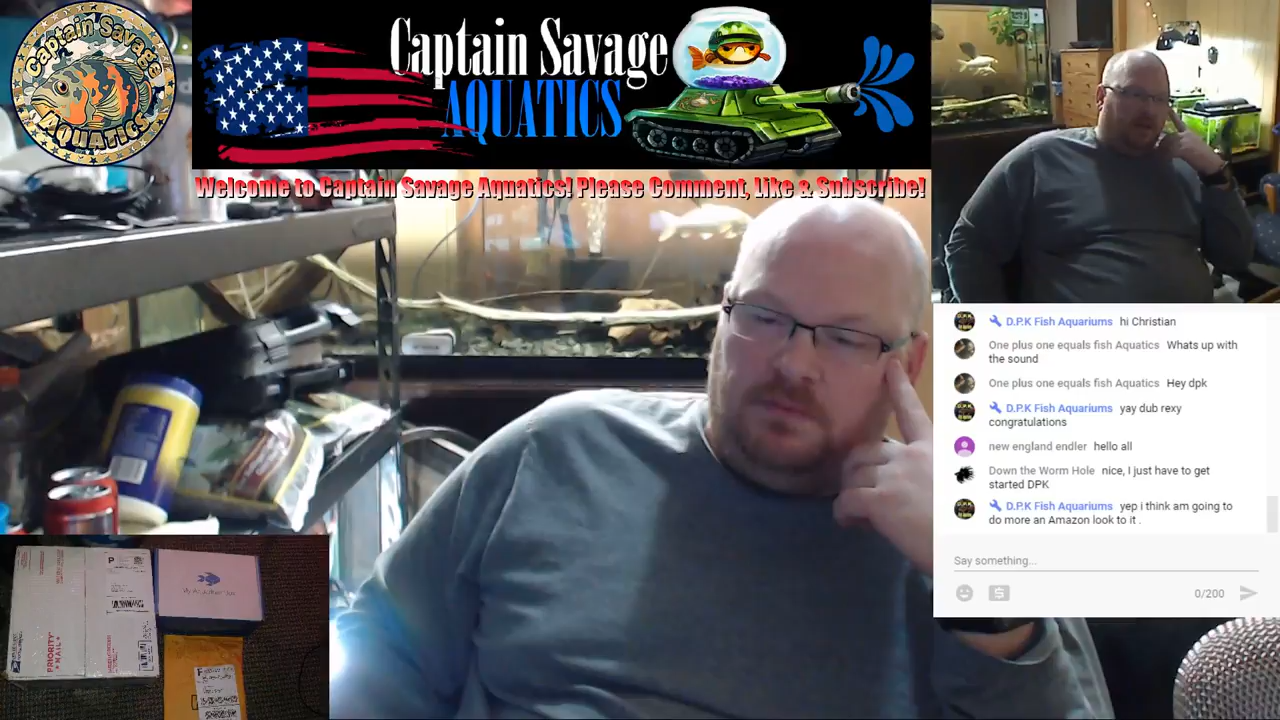 Captain Savage
AQUATICS
Captain Savage
AQUATICS
Welcome to Captain Savage Aquatics! Please Comment, Like & Subscribe!
D.P.K Fish Aquariums hi Christian
One plus one equals fish Aquatics Whats up with
the sound
One plus one equals fish Aquatics Hey dpk
D.P.K Fish Aquariums yay dub rexy
congratulations
new england endler hello all
Down the Worm Hole nice, I just have to get
started DPK
D.P.K Fish Aquariums yep i think am going to
do more an Amazon look to it .
Say something...
0/200
P
PRIORITY
MAIL
F